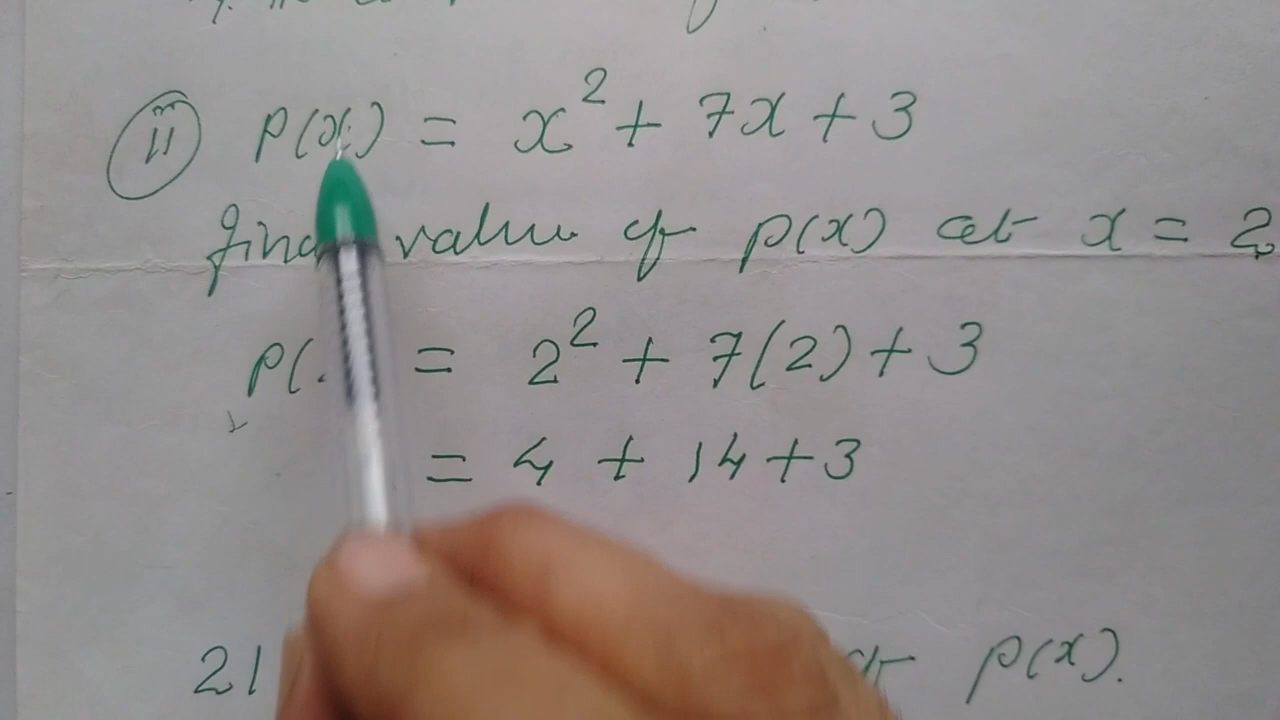 (ii) P(x) = x² + 7x + 3
find value of p(x) at x = 2
P( = 2² + 7(2) + 3
= 4 + 14 + 3
21 p(x).